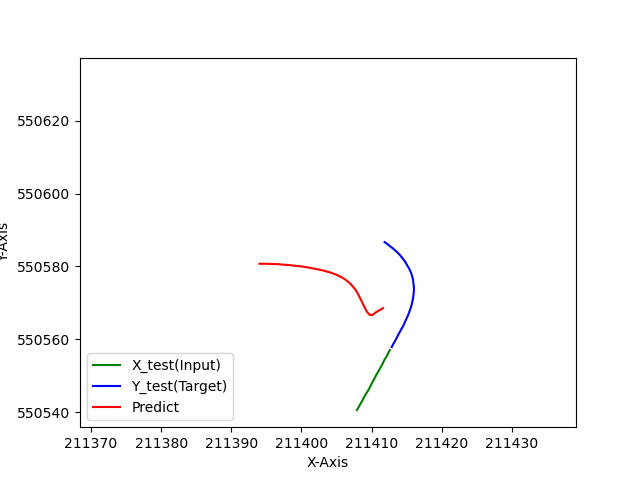 550620
550600
550580
550560
550540
Y-Axis
X_test(Input)
Y_test(Target)
Predict
211370 211380 211390 211400 211410 211420 211430
X-Axis